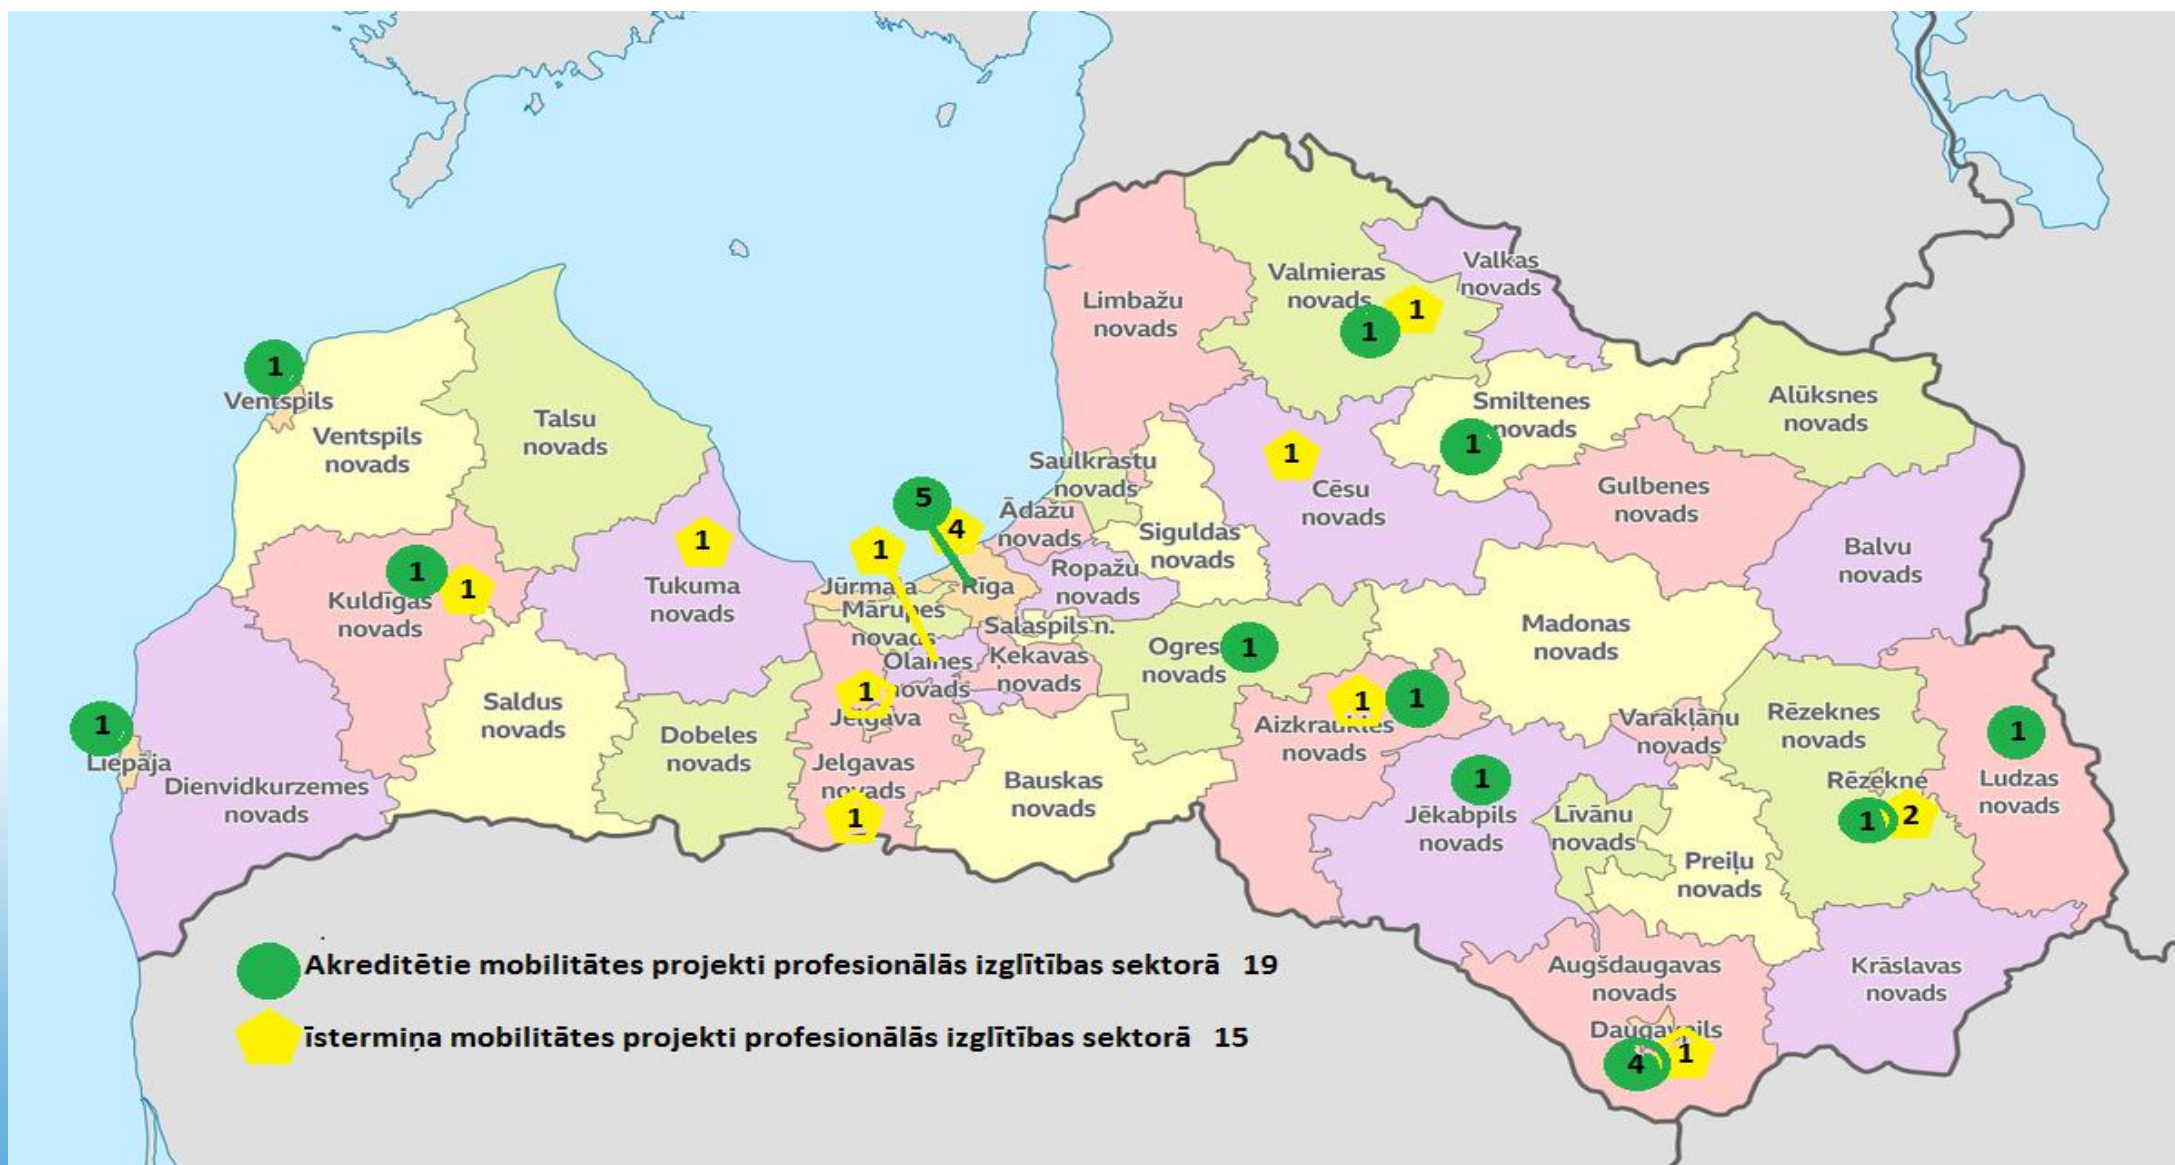 Valkas
novads
Valmieras
novads
1
1
Limbažu
novads
1
Ventspils
Ventspils
novads
Talsu
novads
Smiltenes
novads
1
Alūksnes
novads
1
Cēsu
novads
Saulkrastu
novads
Gulbenes
novads
5
4
1
Ādažu
novads
Siguldas
novads
Balvu
novads
1
Tukuma
novads
1
1
Kuldīgas
novads
Jūrmala
Rīga
Ropažu
novads
Mārupes
novads
Salaspils n.
Olaines
novads
Ķekavas
novads
Ogres
novads
1
Madonas
novads
1
Liepāja
Dienvidkurzemes
novads
Saldus
novads
Dobeles
novads
1
Jelgava
Jelgavas
novads
1
Bauskas
novads
1
1
Aizkraukles
novads
Varakļānu
novads
Rēzeknes
novads
1
Ludzas
novads
Rēzekne
1
2
1
Jēkabpils
novads
Līvānu
novads
Preiļu
novads
Akreditētie mobilitātes projekti profesionālās izglītības sektorā 19
īstermiņa mobilitātes projekti profesionālās izglītības sektorā 15
Augšdaugavas
novads
Krāslavas
novads
Daugavpils
4
1